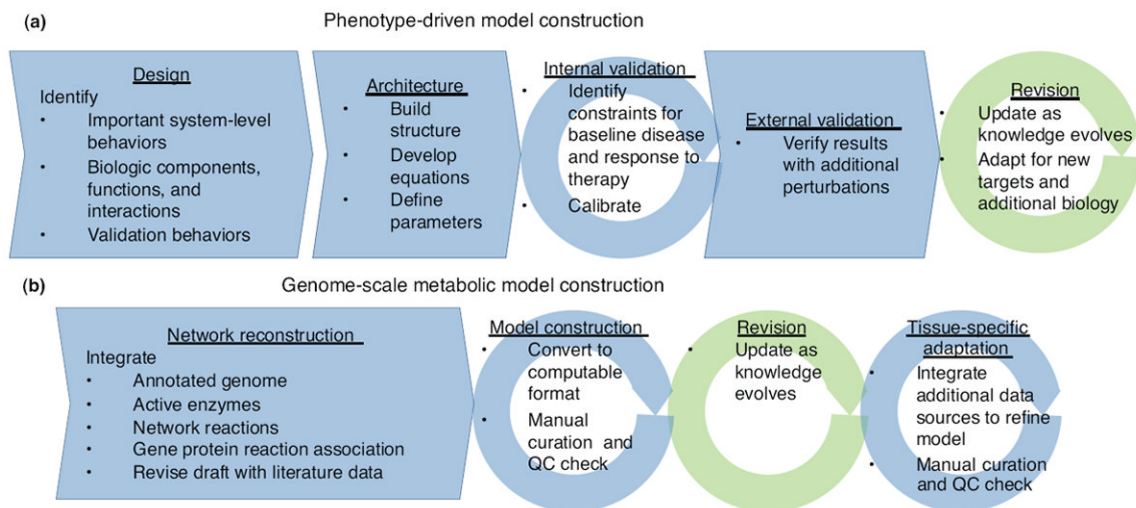 (a)
Phenotype-driven model construction
Design
Identify
• Important system-level
behaviors
• Biologic components,
functions, and
interactions
• Validation behaviors
Architecture
• Build
structure
• Develop
equations
• Define
parameters
Internal validation
• Identify
constraints for
baseline disease
and response to
therapy
• Calibrate
External validation
• Verify results
with additional
perturbations
Revision
• Update as
knowledge evolves
• Adapt for new
targets and
additional biology
(b)
Genome-scale metabolic model construction
Network reconstruction
Integrate
• Annotated genome
• Active enzymes
• Network reactions
• Gene protein reaction association
• Revise draft with literature data
Model construction
• Convert to
computable
format
• Manual
curation and
QC check
Revision
• Update as
knowledge
evolves
Tissue-specific
adaptation
• Integrate
additional data
sources to refine
model
• Manual curation
and QC check